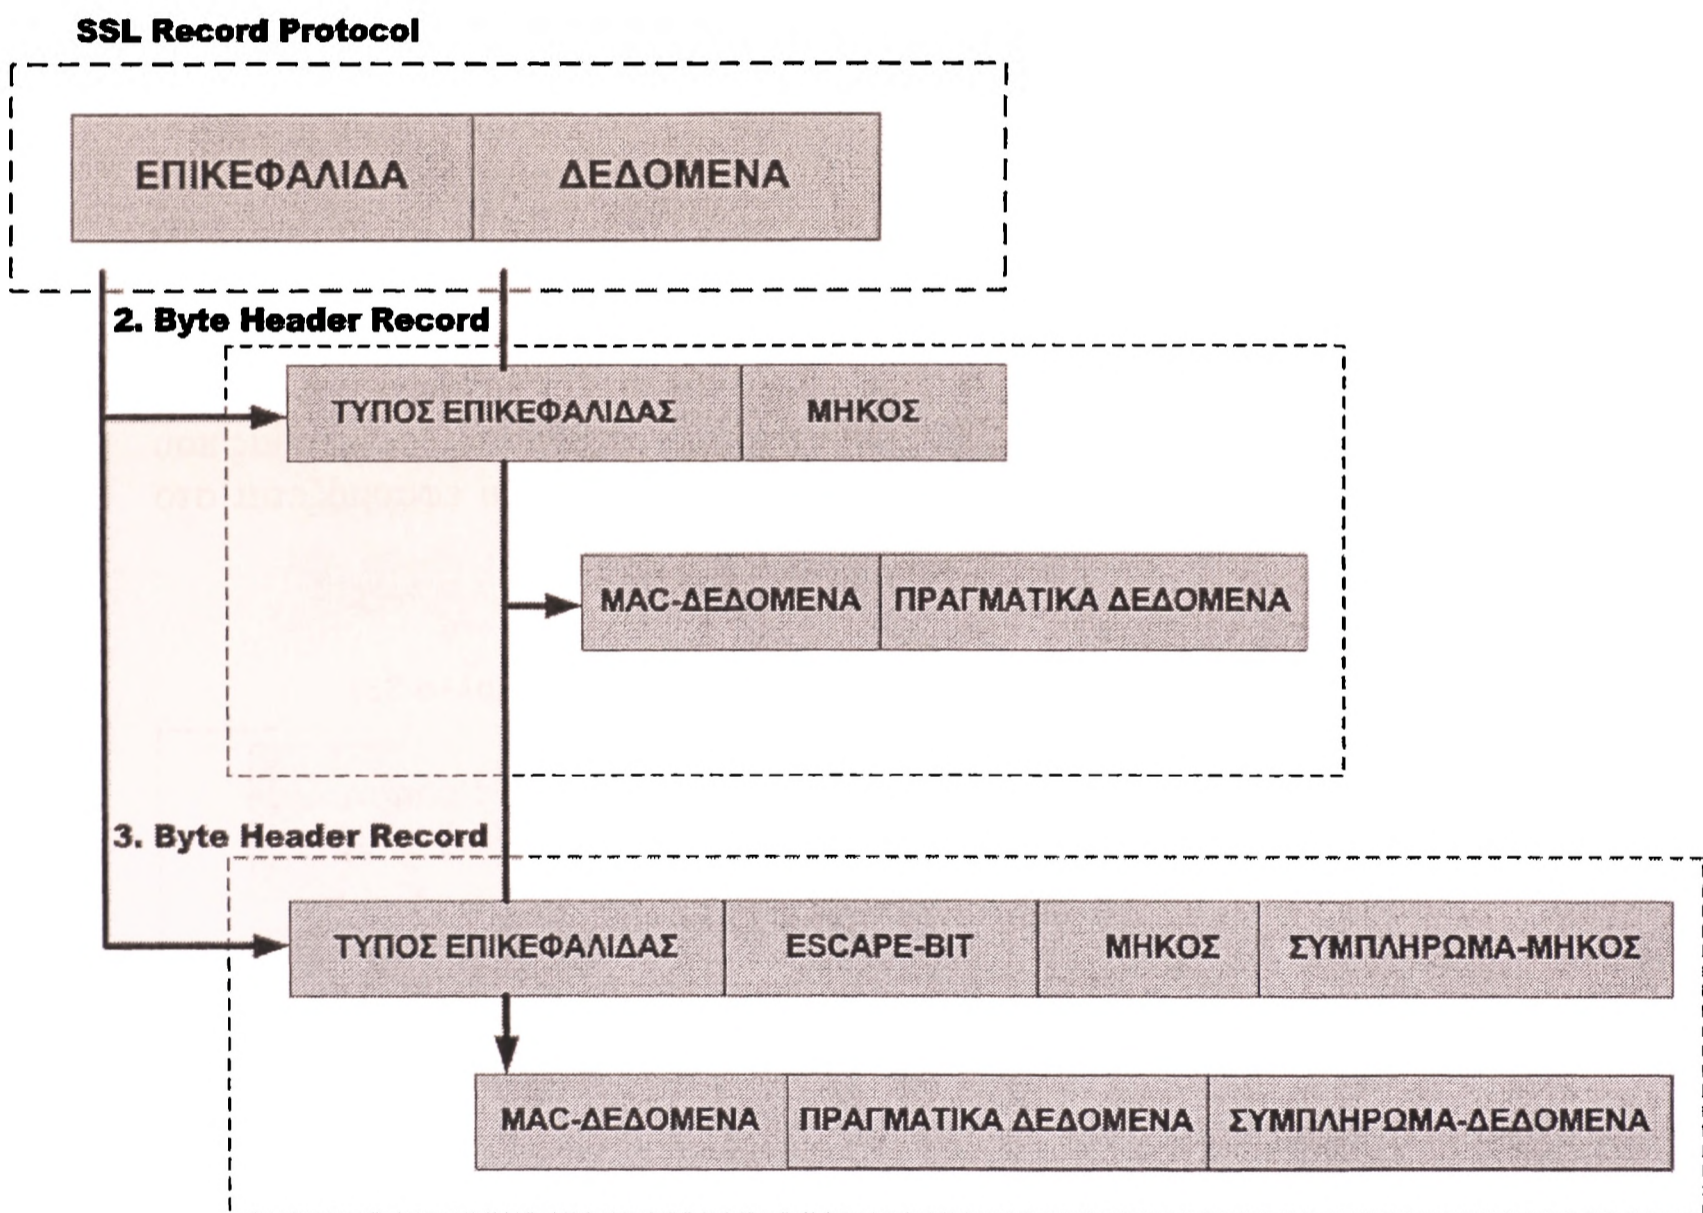 SSL Record Protocol
ΕΠΙΚΕΦΑΛΙΔΑ ΔΕΔΟΜΕΝΑ
2. Byte Header Record
ΤΥΠΟΣ ΕΠΙΚΕΦΑΛΙΔΑΣ ΜΗΚΟΣ
MAC-ΔΕΔΟΜΕΝΑ ΠΡΑΓΜΑΤΙΚΑ ΔΕΔΟΜΕΝΑ
3. Byte Header Record
ΤΥΠΟΣ ΕΠΙΚΕΦΑΛΙΔΑΣ ESCAPE-BIT ΜΗΚΟΣ ΣΥΜΠΛΗΡΩΜΑ-ΜΗΚΟΣ
MAC-ΔΕΔΟΜΕΝΑ ΠΡΑΓΜΑΤΙΚΑ ΔΕΔΟΜΕΝΑ ΣΥΜΠΛΗΡΩΜΑ-ΔΕΔΟΜΕΝΑ